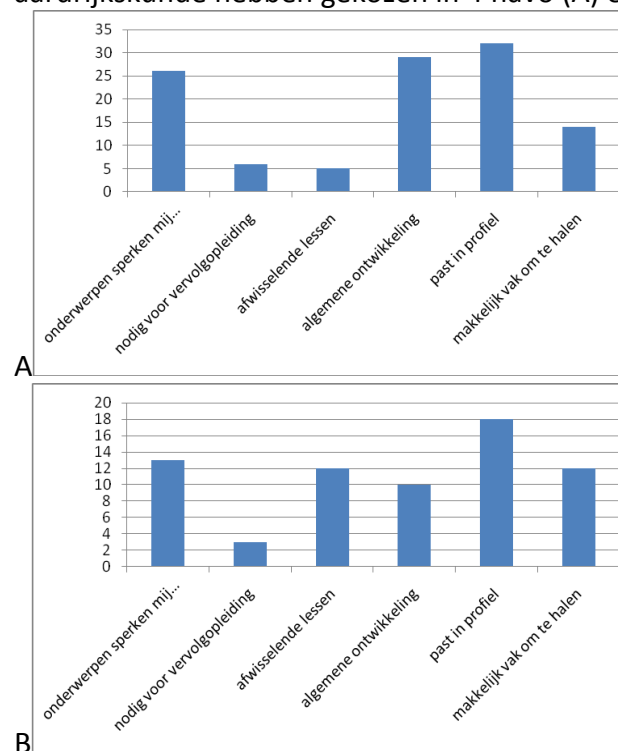 aardrijkskunde hebben gekozen in 4 havo (A) e
35
30
25
20
15
10
5
0
onderwerpen sperken mij...
nodig voor vervolgopleiding
afwisselende lessen
algemene ontwikkeling
past in profiel
makkelijk vak om te halen
A
20
18
16
14
12
10
8
6
4
2
0
onderwerpen sperken mij...
nodig voor vervolgopleiding
afwisselende lessen
algemene ontwikkeling
past in profiel
makkelijk vak om te halen
B